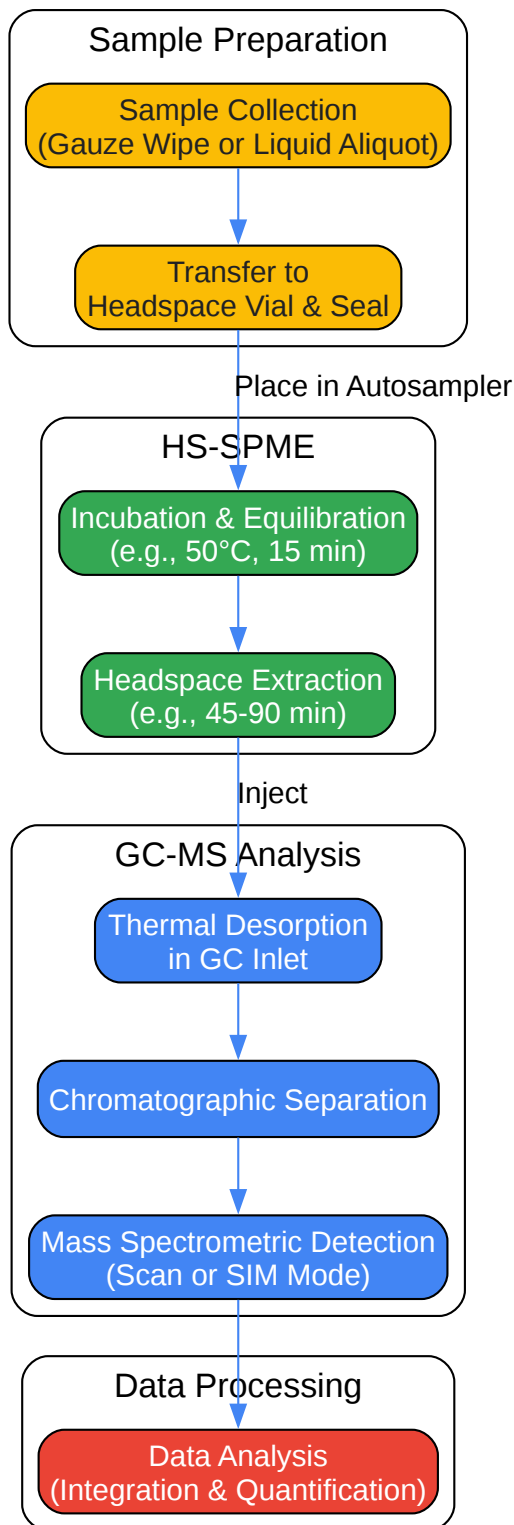 Sample Preparation
Sample Collection
(Gauze Wipe or Liquid Aliquot)
Transfer to
Headspace Vial & Seal
Place in Autosampler
HS-SPME
Incubation & Equilibration
(e.g., 50°C, 15 min)
Headspace Extraction
(e.g., 45-90 min)
Inject
GC-MS Analysis
Thermal Desorption
in GC Inlet
Chromatographic Separation
Mass Spectrometric Detection
(Scan or SIM Mode)
Data Processing
Data Analysis
(Integration & Quantification)